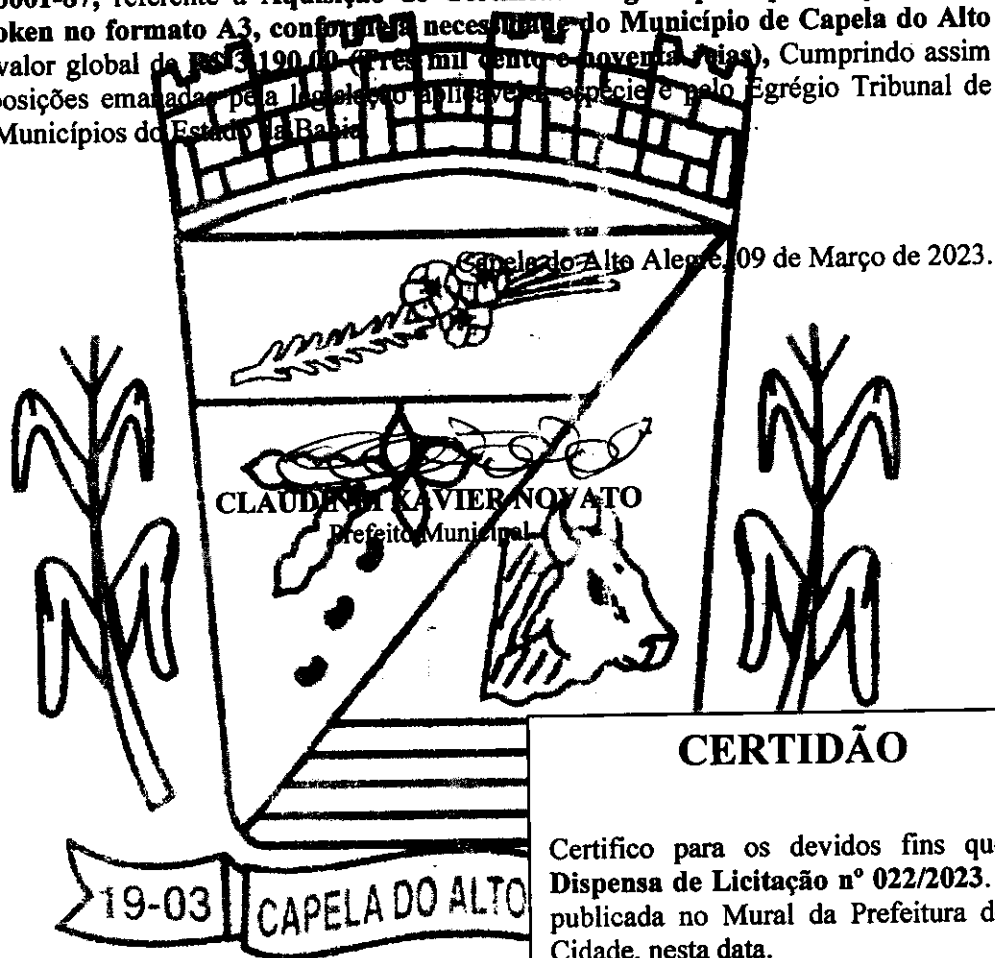 0001-87, referente à Aquisição de
oken no formato A3, conforme a necessidade do Município de Capela do Alto
valor global de R$ 3.190,00 (Três mil cento e noventa reias), Cumprindo assim
posições emanadas pela legislação aplicável a espécie e pelo Egrégio Tribunal de
Municípios do Estado da Bahia
Capela do Alto Alegre, 09 de Março de 2023.
XAVIER NOVATO
Prefeito Municipal
CERTIDÃO
Certifico para os devidos fins qu
Dispensa de Licitação nº 022/2023.
publicada no Mural da Prefeitura d
Cidade, nesta data.
19-03
CAPELA DO ALTO